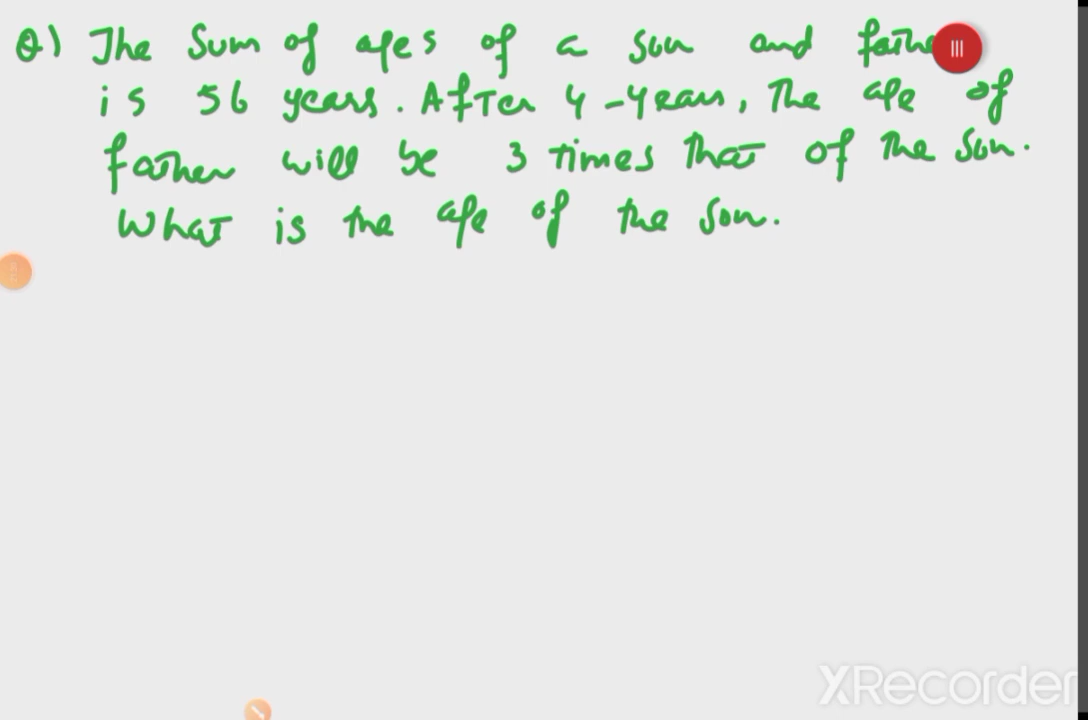 Q) The Sum of ages of a son and fathe
is 56 years. After 4-years, The age of
father will be 3 times that of The Son.
What is the age of the son.
XRecorder